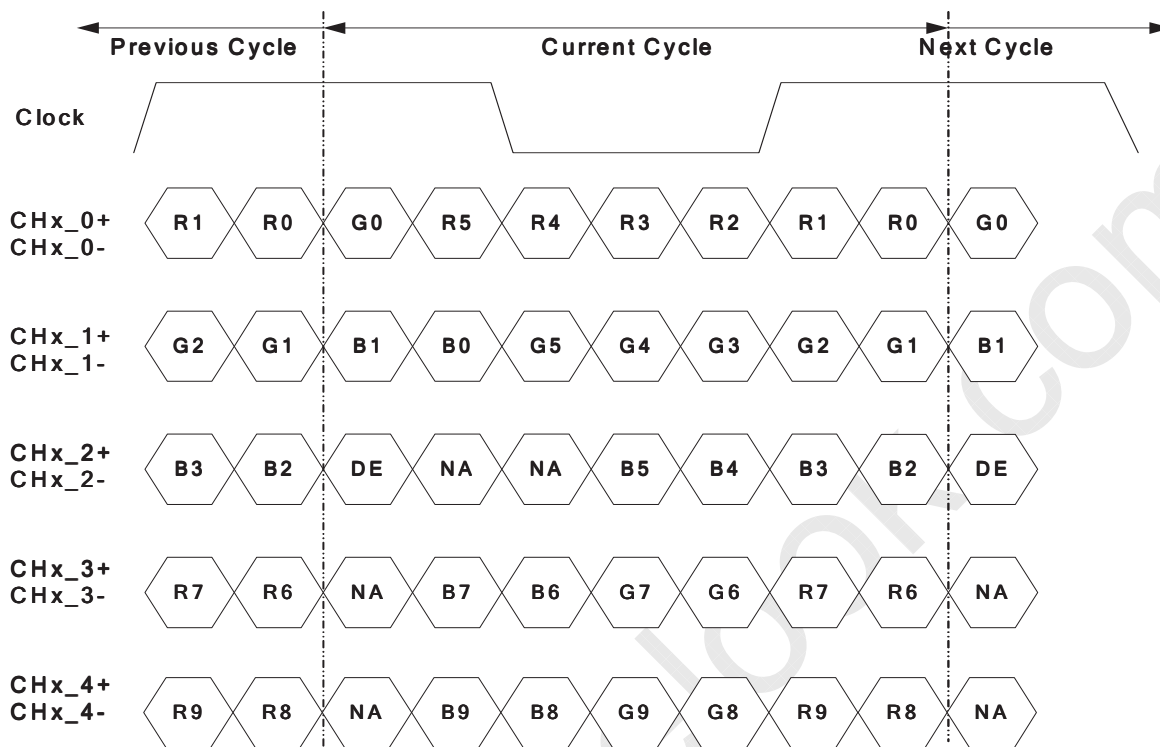 Previous Cycle Current Cycle Next Cycle
Clock
CHx_0+ R1 R0 G0 R5 R4 R3 R2 R1 R0 G0
CHx_0-
CHx_1+ G2 G1 B1 B0 G5 G4 G3 G2 G1 B1
CHx_1-
CHx_2+ B3 B2 DE NA NA B5 B4 B3 B2 DE
CHx_2-
CHx_3+ R7 R6 NA B7 B6 G7 G6 R7 R6 NA
CHx_3-
CHx_4+ R9 R8 NA B9 B8 G9 G8 R9 R8 NA
CHx_4-
look.com